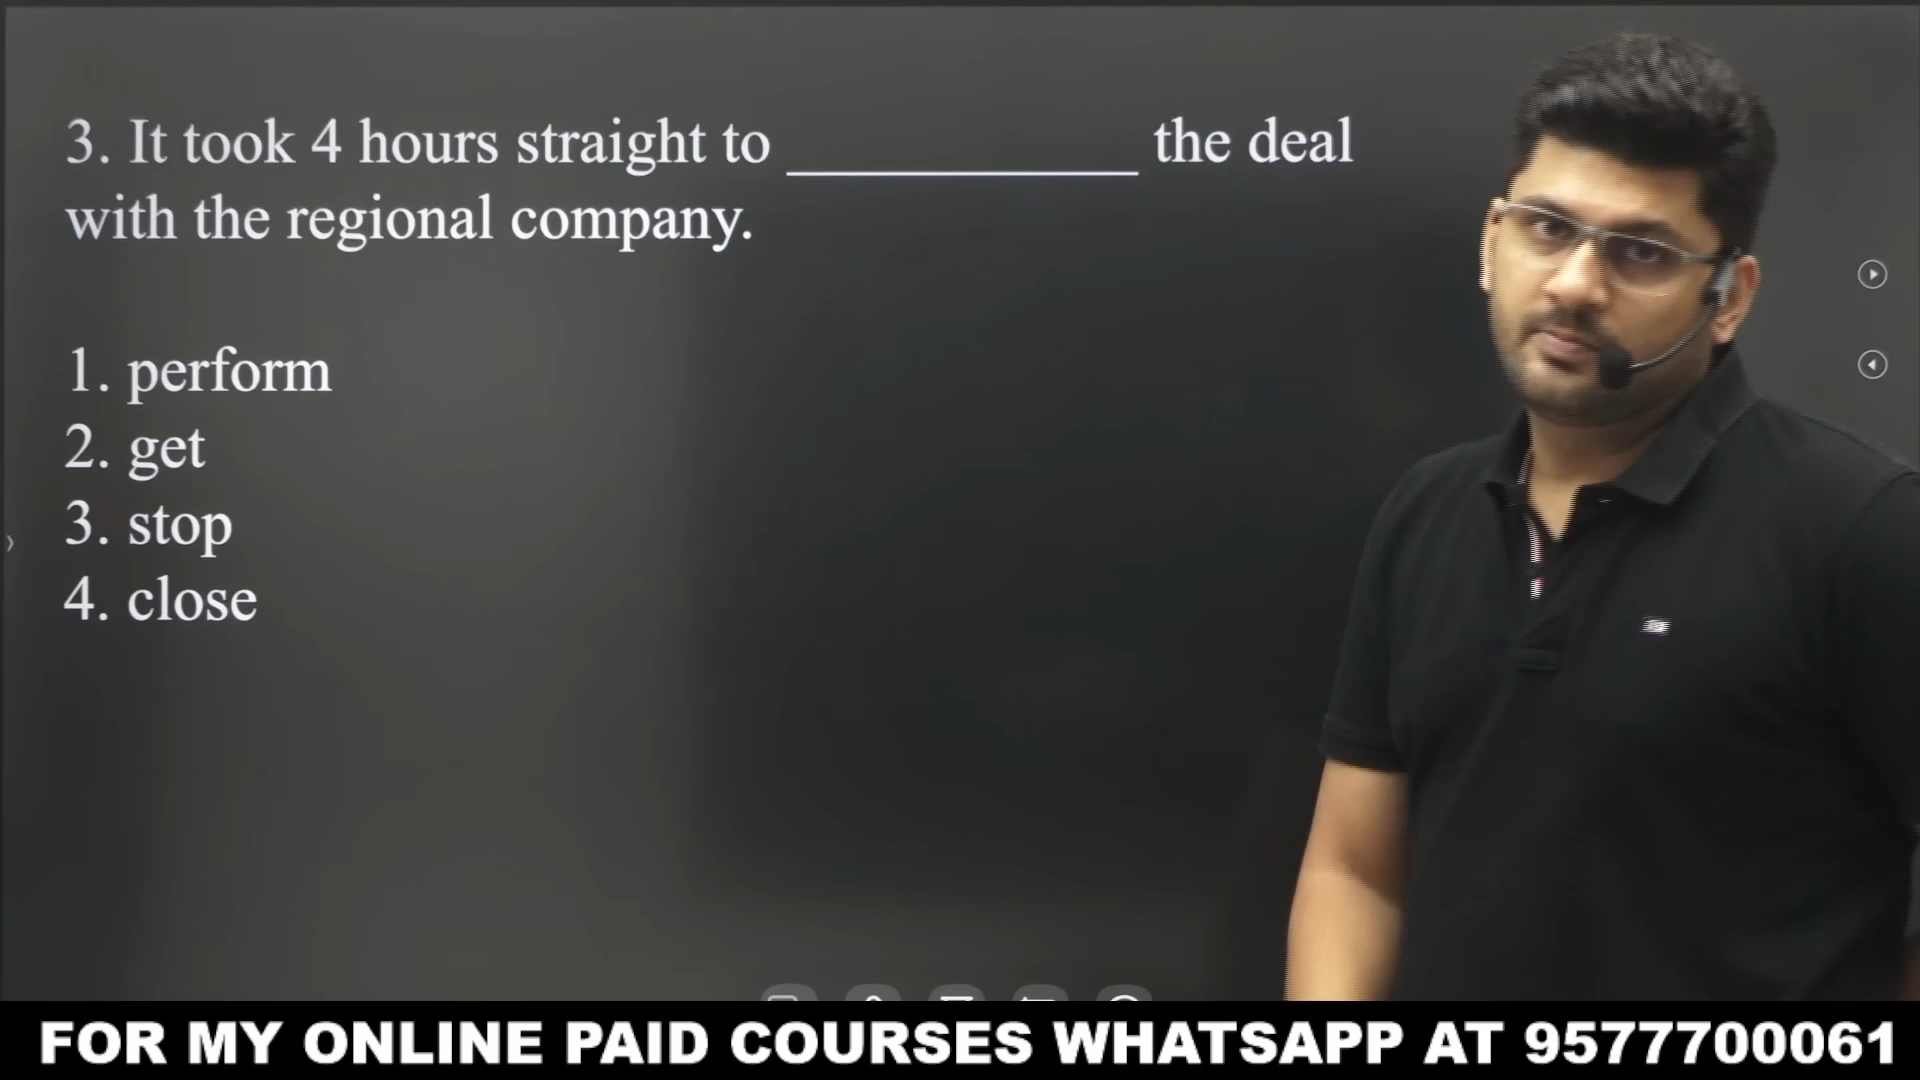 3. It took 4 hours straight to ______________ the deal
with the regional company.
1. perform
2. get
3. stop
4. close
FOR MY ONLINE PAID COURSES WHATSAPP AT 9577700061